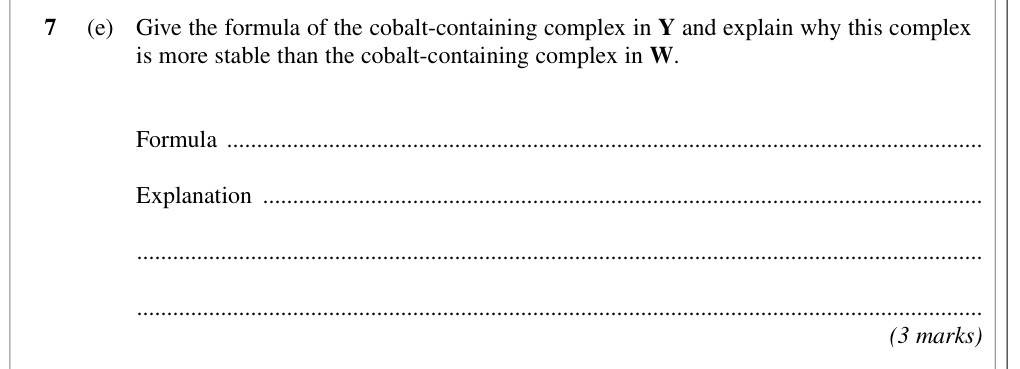 7 (e) Give the formula of the cobalt-containing complex in Y and explain why this complex
is more stable than the cobalt-containing complex in W.
Formula ..............................................................................................................................
Explanation ........................................................................................................................
.............................................................................................................................................
.............................................................................................................................................
(3 marks)